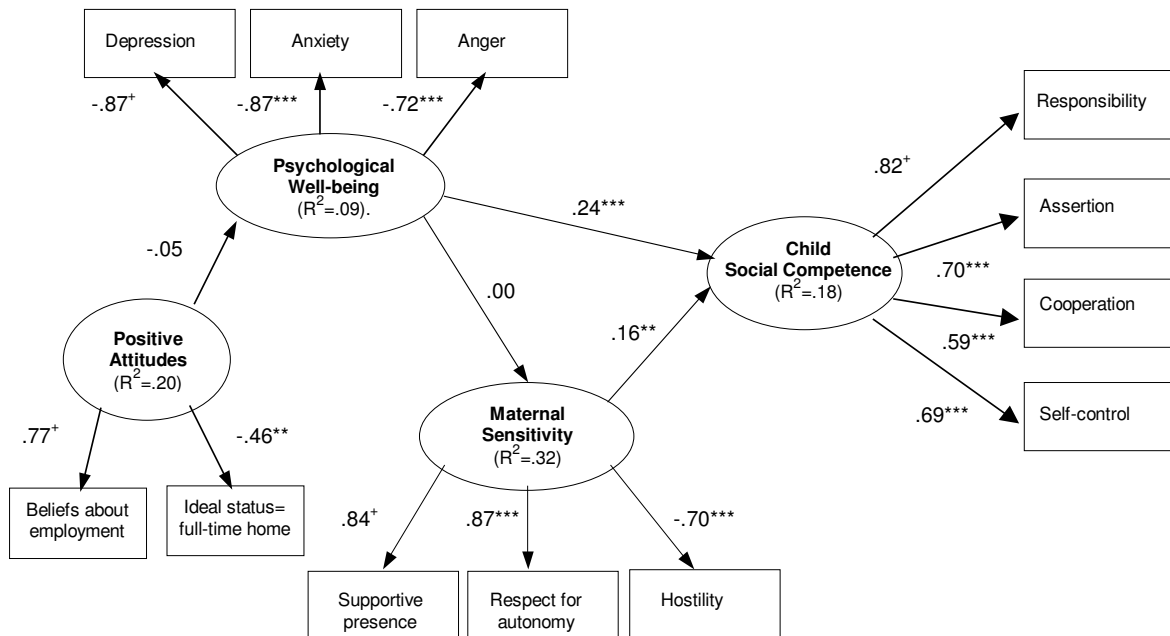 Depression
Anxiety
Anger
-.87+
-.87***
-.72***
Responsibility
Psychological
Well-being
(R2=.09).
.82+
.24***
Assertion
-.05
Child
Social Competence
(R2=.18)
.70***
.00
Cooperation
.16**
.59***
Positive
Attitudes
(R2=.20)
Maternal
Sensitivity
(R2=.32)
.69***
Self-control
.77+
-.46**
Beliefs about
employment
Ideal status=
full-time home
.84+
.87***
-.70***
Supportive
presence
Respect for
autonomy
Hostility